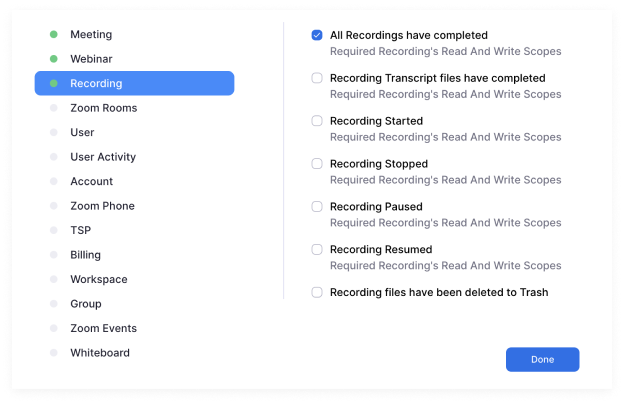 Meeting
Webinar
Recording
Zoom Rooms
User
User Activity
Account
Zoom Phone
TSP
Billing
Workspace
Group
Zoom Events
Whiteboard
All Recordings have completed
Required Recording's Read And Write Scopes
Recording Transcript files have completed
Required Recording's Read And Write Scopes
Recording Started
Required Recording's Read And Write Scopes
Recording Stopped
Required Recording's Read And Write Scopes
Recording Paused
Required Recording's Read And Write Scopes
Recording Resumed
Required Recording's Read And Write Scopes
Recording files have been deleted to Trash
Done